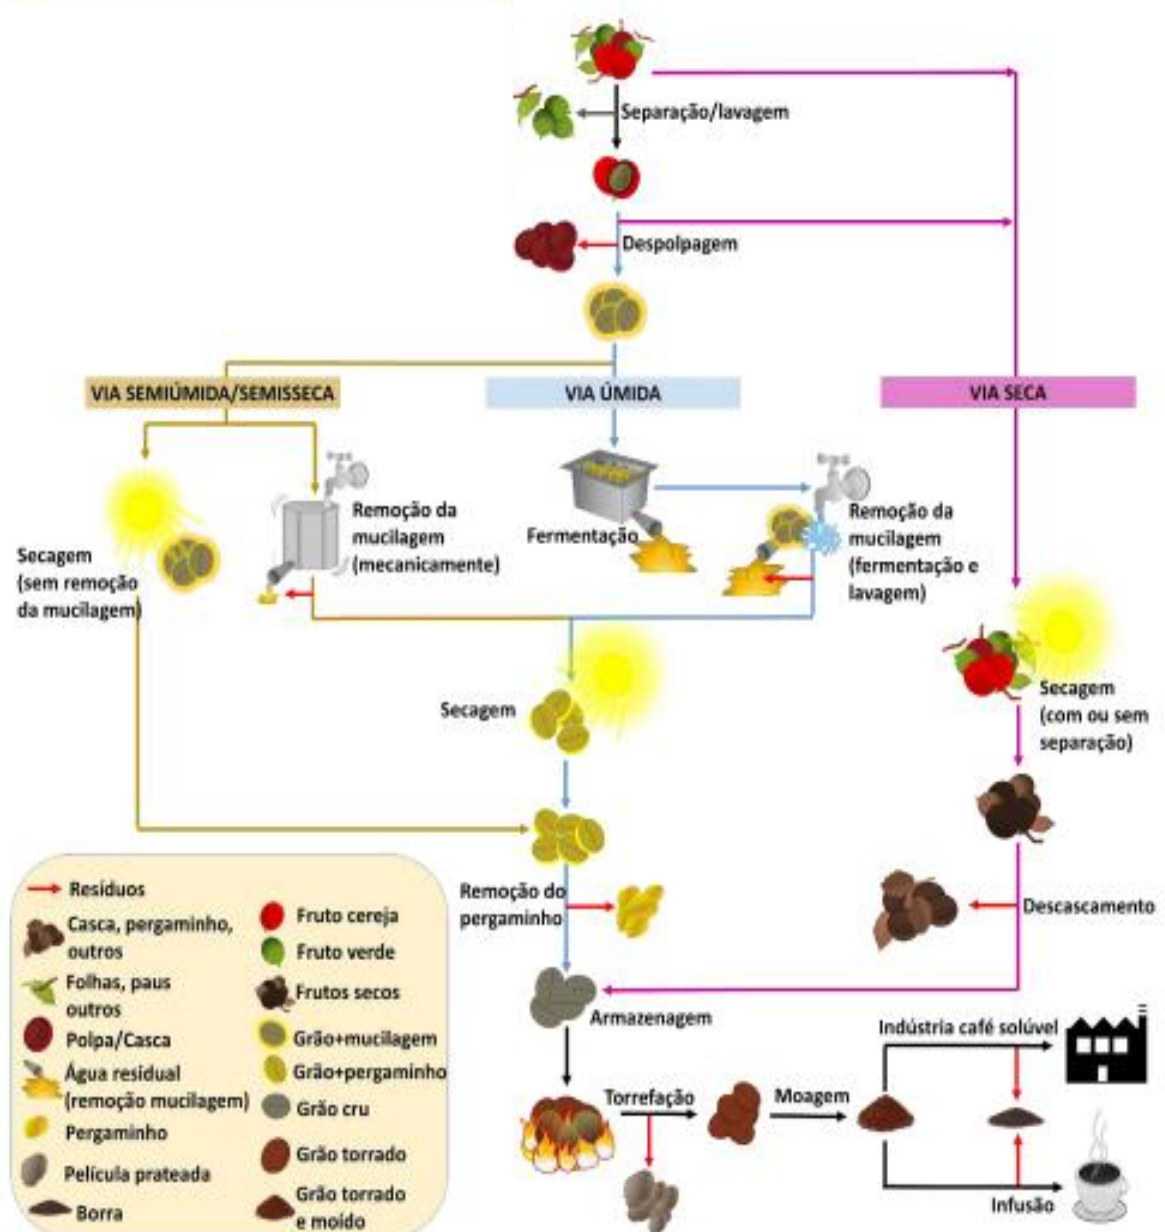 Separação/lavagem
Despolpagem
VIA SEMIÚMIDA/SEMISSECA
VIA ÚMIDA
VIA SECA
Secagem
(sem remoção
da mucilagem)
Remoção da
mucilagem
(mecanicamente)
Fermentação
Remoção da
mucilagem
(fermentação e
lavagem)
Secagem
Secagem
(com ou sem
separação)
Remoção do
pergaminho
Descascamento
Armazenagem
Torrefação
Moagem
Indústria café solúvel
Infusão
Resíduos
Casca, pergaminho,
outros
Folhas, paus
outros
Polpa/Casca
Água residual
(remoção mucilagem)
Pergaminho
Película prateada
Borra
Fruto cereja
Fruto verde
Frutos secos
Grão+mucilagem
Grão+pergaminho
Grão cru
Grão torrado
Grão torrado
e moído